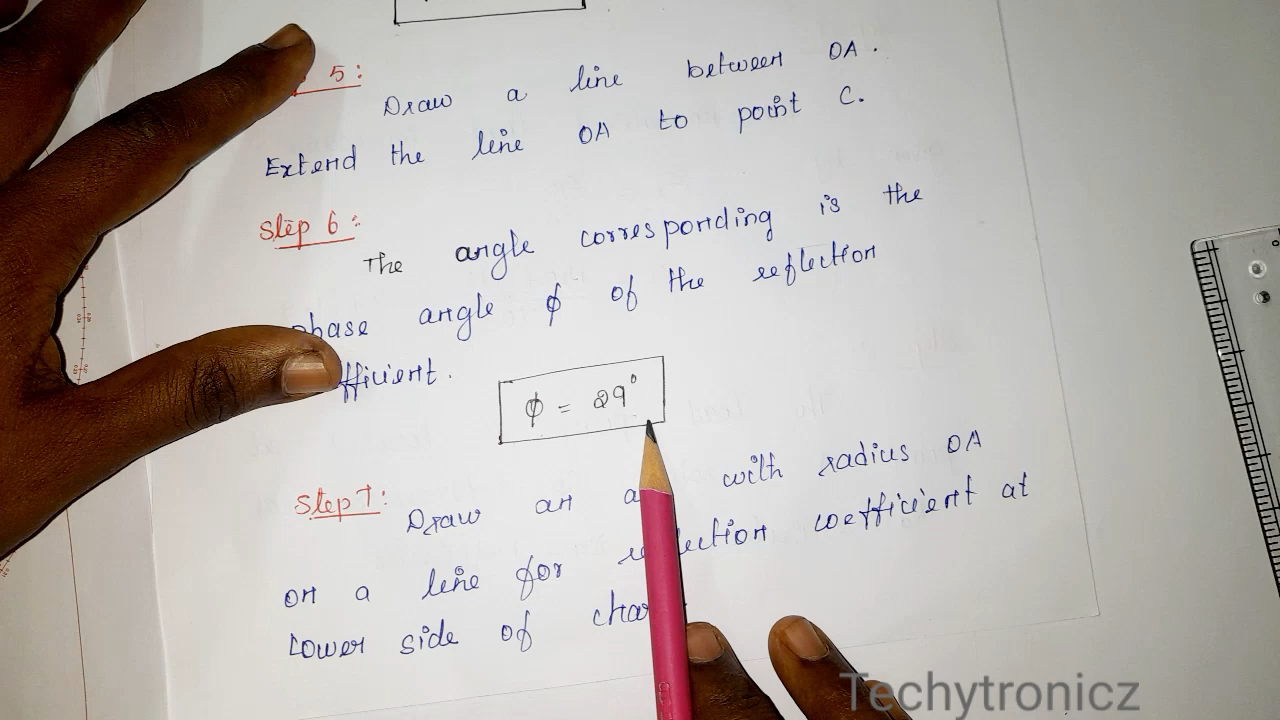 5:
Draw a line between OA.
Extend the line OA to point C.
Step 6:
The angle corresponding is the
phase angle ϕ of the reflection
fficient.
ϕ = 29°
Step 7:
Draw an a with radius OA
on a line for reflection coefficient at
Lower side of char
Techytronicz